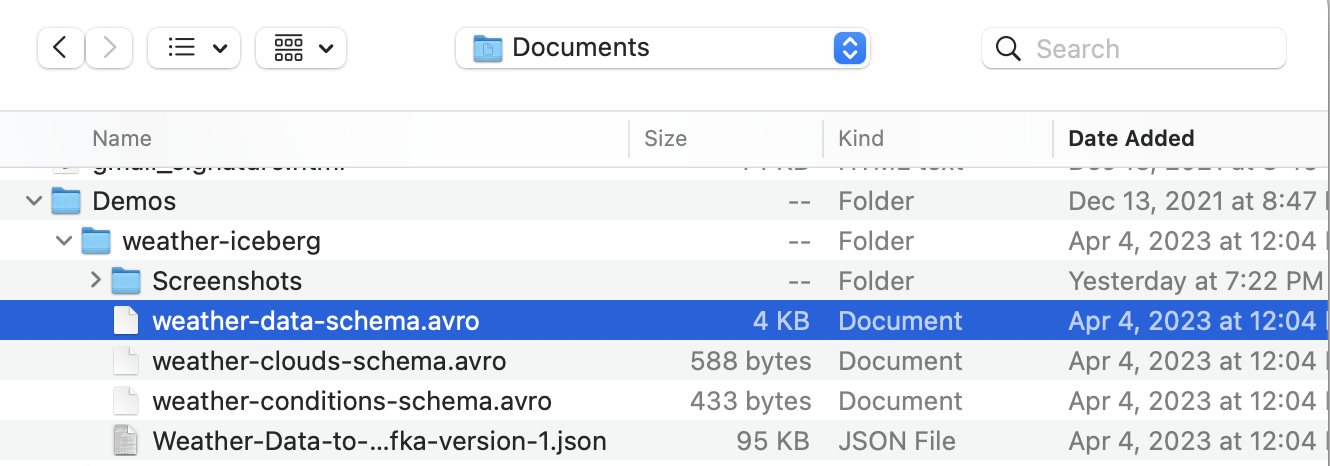 Documents
Search
Name Size Kind Date Added
Demos -- Folder Dec 13, 2021 at 8:47
weather-iceberg -- Folder Apr 4, 2023 at 12:04
Screenshots -- Folder Yesterday at 7:22 PM
weather-data-schema.avro 4 KB Document Apr 4, 2023 at 12:04
weather-clouds-schema.avro 588 bytes Document Apr 4, 2023 at 12:04
weather-conditions-schema.avro 433 bytes Document Apr 4, 2023 at 12:04
Weather-Data-to-...fka-version-1.json 95 KB JSON File Apr 4, 2023 at 12:04